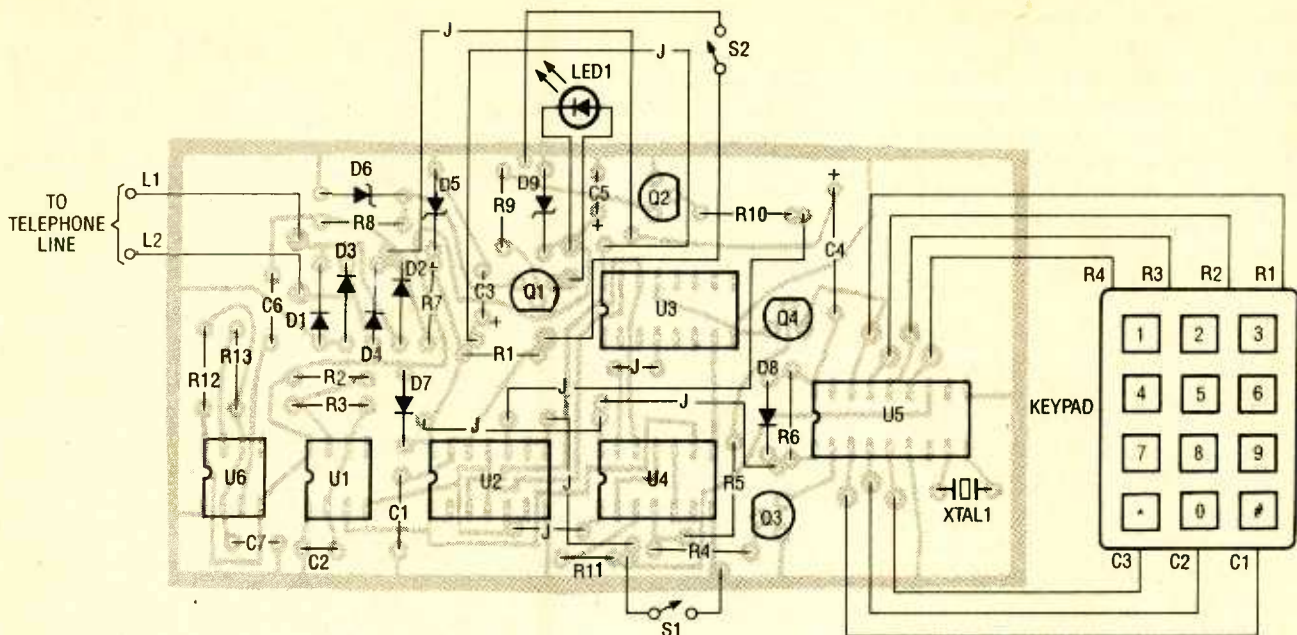 J
J
S2
LED1
TO
TELEPHONE
LINE
L1
L2
D6
D5
R9
D9
C5
+
Q2
R10
+
C4
R8
D3
D2
+
R7
C3
+
Q1
U3
Q4
C6
D1
D4
R1
R12
R13
R2
R3
D7
J
J
J
J
D8
R6
U5
R4
R3
R2
R1
KEYPAD
1
2
3
4
5
6
7
8
9
*
0
#
C3
C2
C1
U6
U1
U2
J
U4
R5
Q3
XTAL1
C7
C2
C1
J
R11
R4
S1